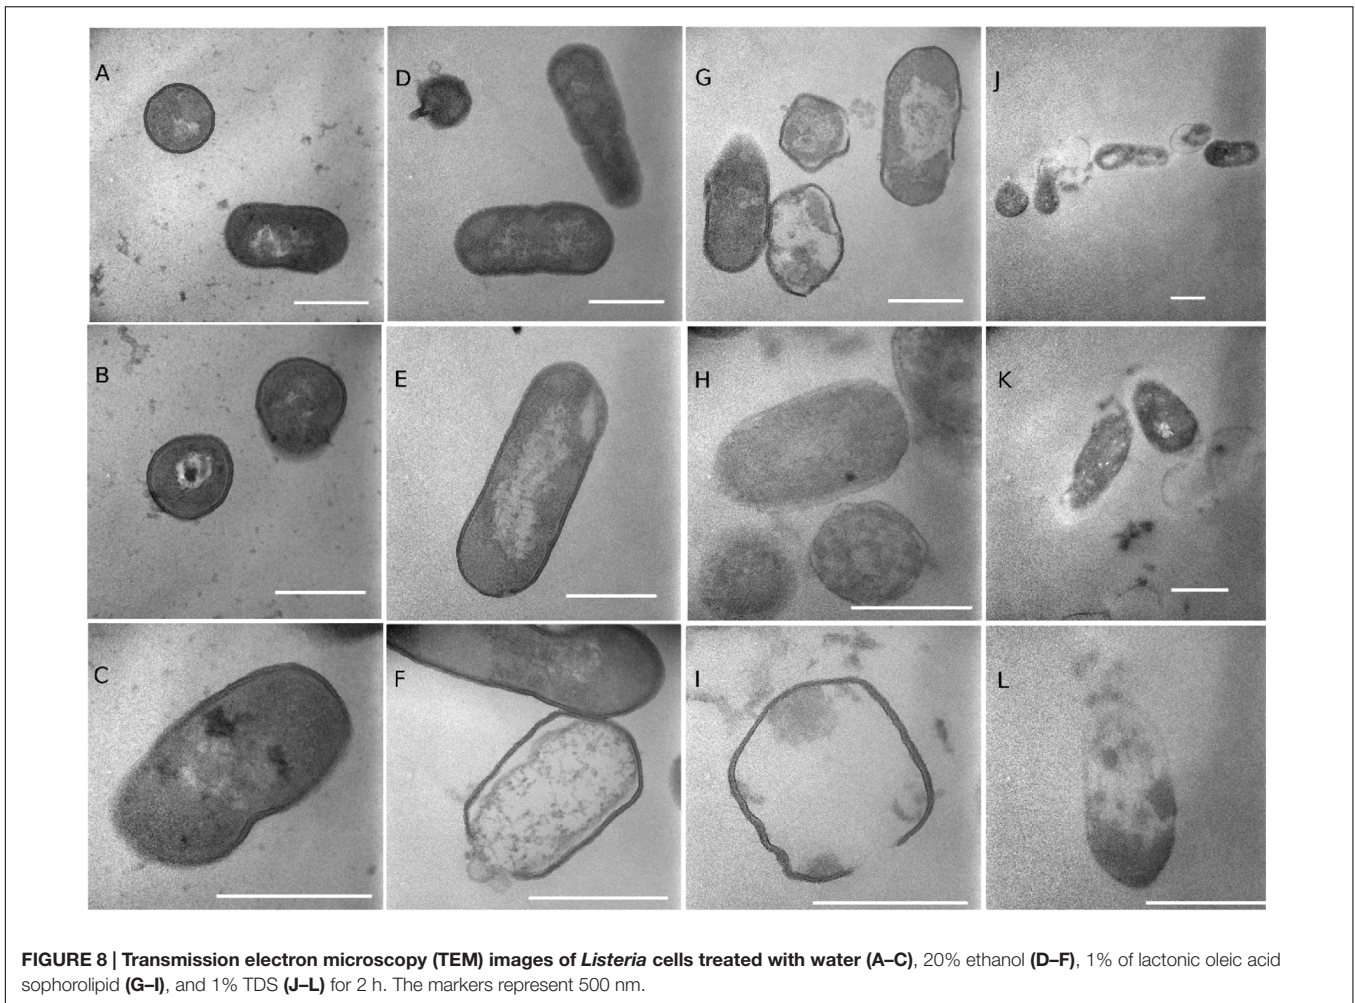 A
D
G
J
B
E
H
K
C
F
I
L
FIGURE 8 | Transmission electron microscopy (TEM) images of Listeria cells treated with water (A–C), 20% ethanol (D–F), 1% of lactonic oleic acid
sophorolipid (G–I), and 1% TDS (J–L) for 2 h. The markers represent 500 nm.